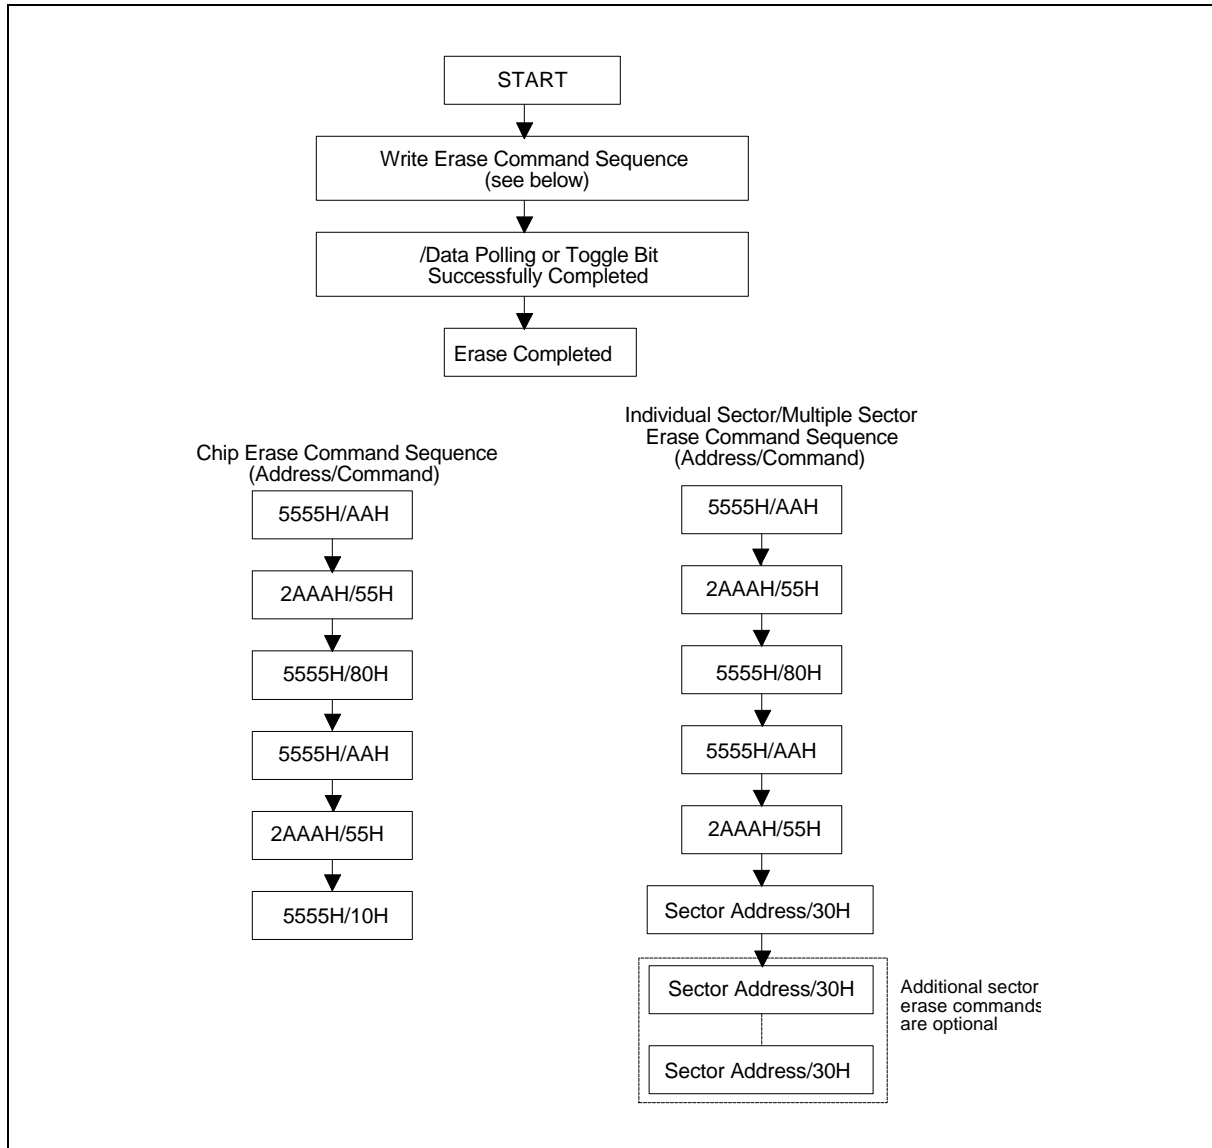 START
Write Erase Command Sequence
(see below)
/Data Polling or Toggle Bit
Successfully Completed
Erase Completed
Chip Erase Command Sequence
(Address/Command)
5555H/AAH
2AAAH/55H
5555H/80H
5555H/AAH
2AAAH/55H
5555H/10H
Individual Sector/Multiple Sector
Erase Command Sequence
(Address/Command)
5555H/AAH
2AAAH/55H
5555H/80H
5555H/AAH
2AAAH/55H
Sector Address/30H
Sector Address/30H
Sector Address/30H
Additional sector
erase commands
are optional